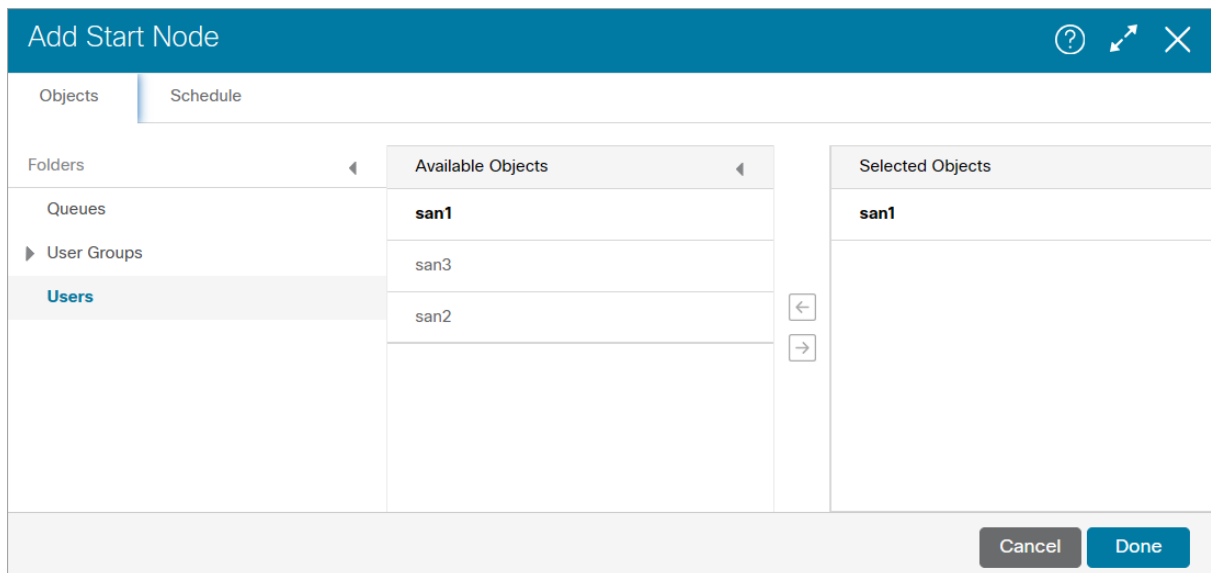 Add Start Node
Objects Schedule
Folders Available Objects Selected Objects
Queues san1 san1
User Groups san3
Users san2
Cancel Done